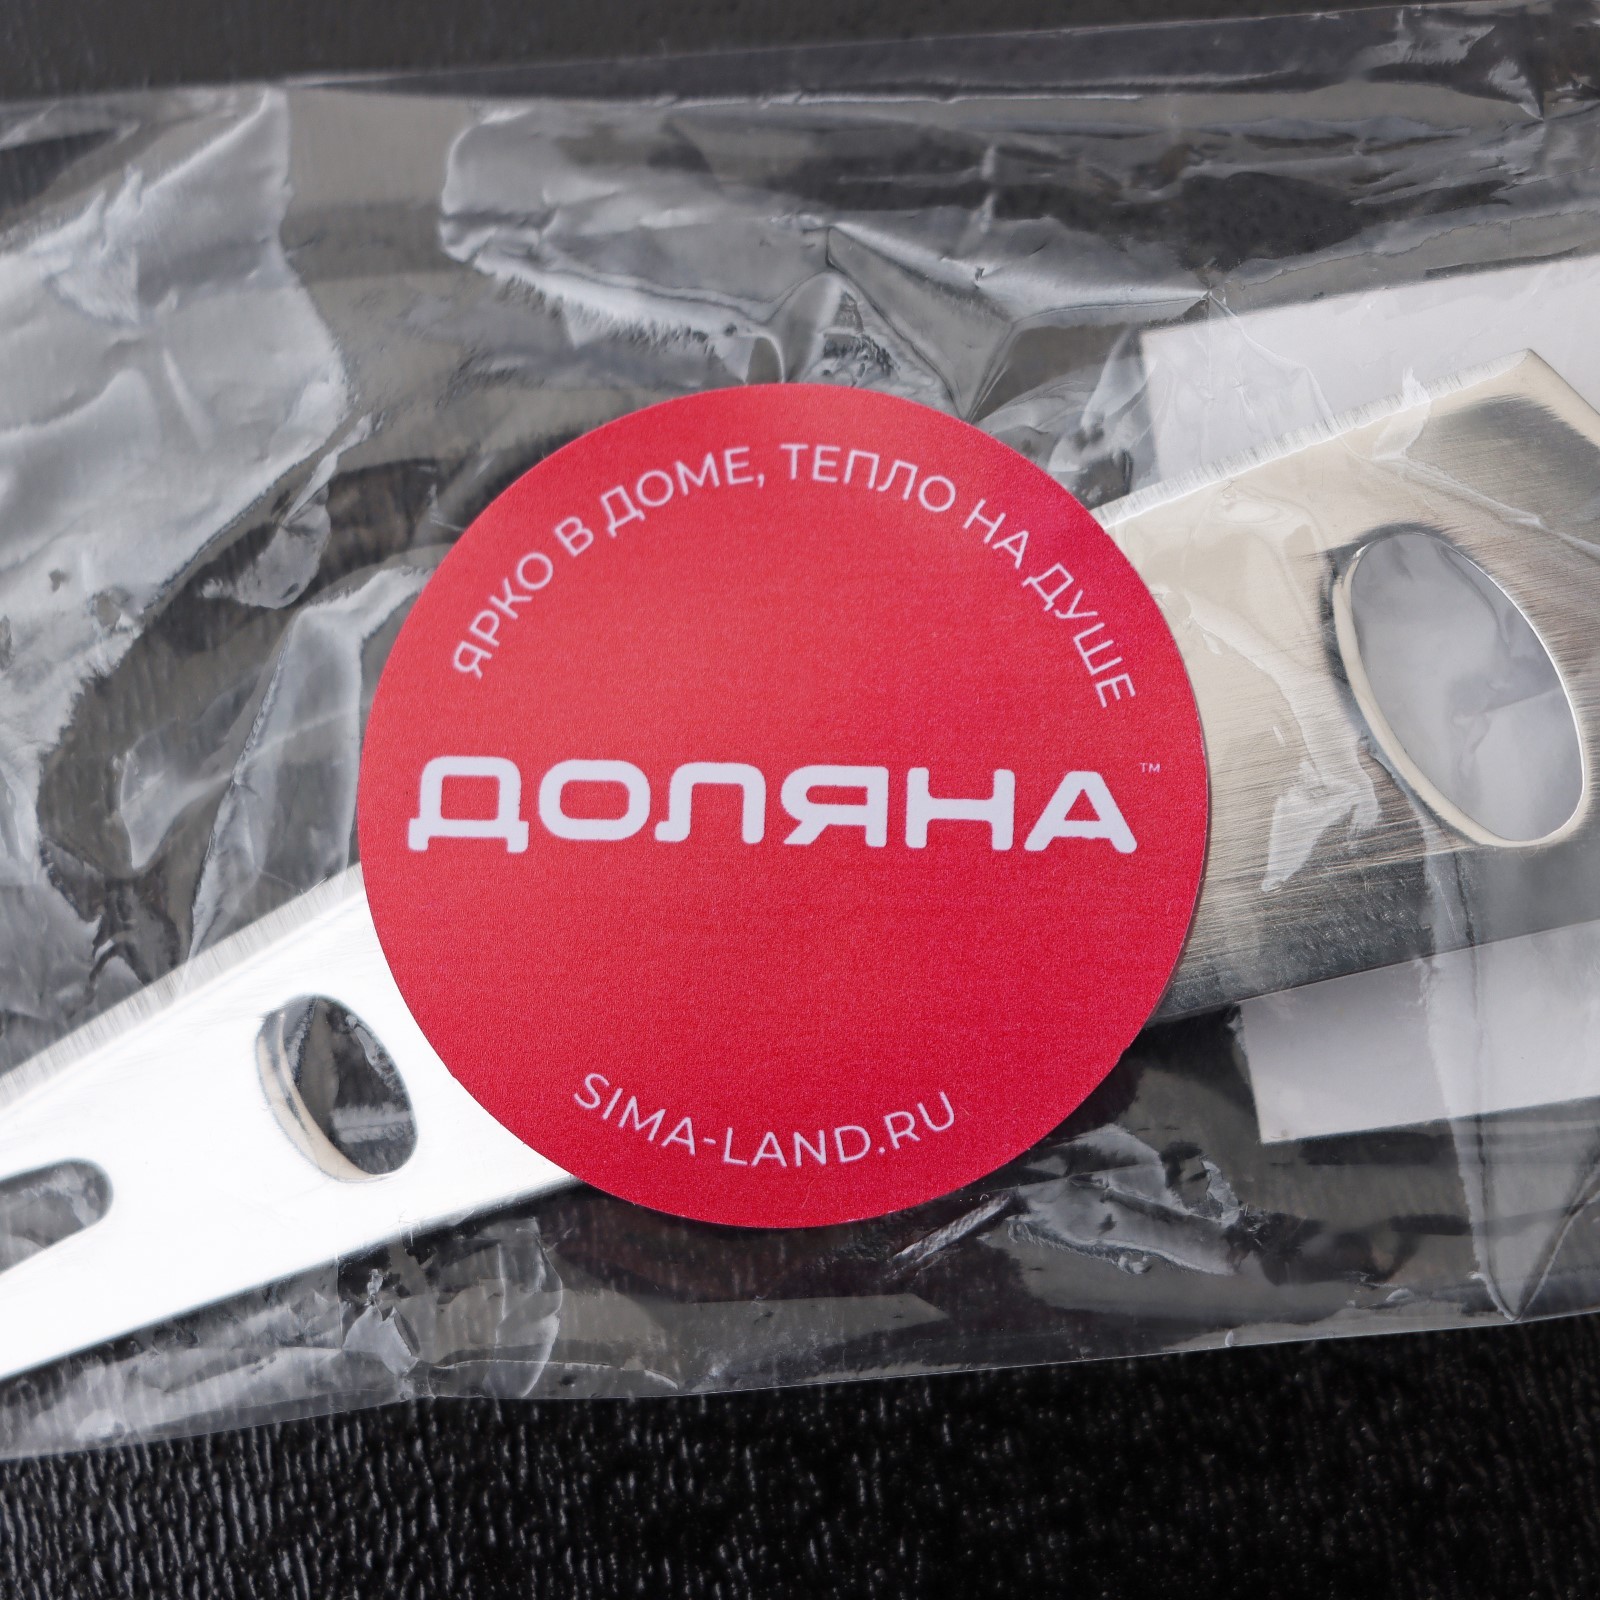 ЯРКО В ДОМЕ, ТЕПЛО НА ДУШЕ
ДОЛЯНА™
SIMA-LAND.RU